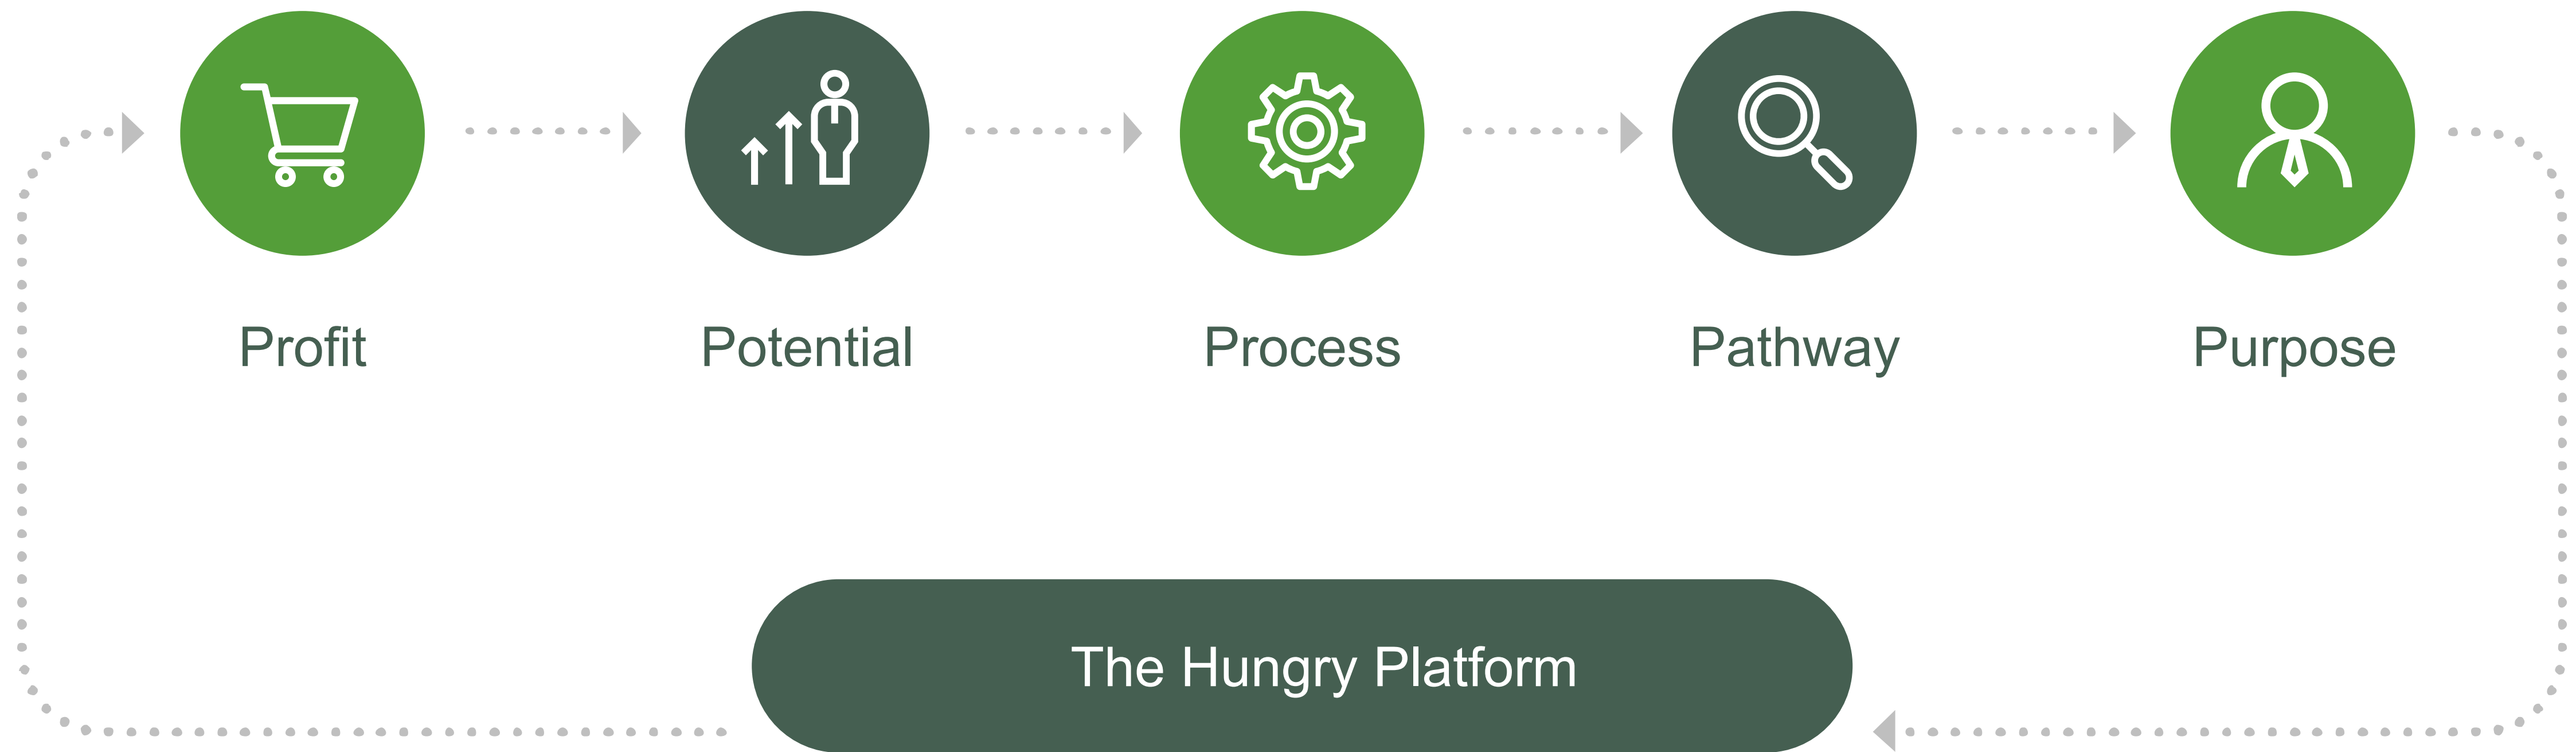 Profit
Potential
Process
Pathway
Purpose
The Hungry Platform